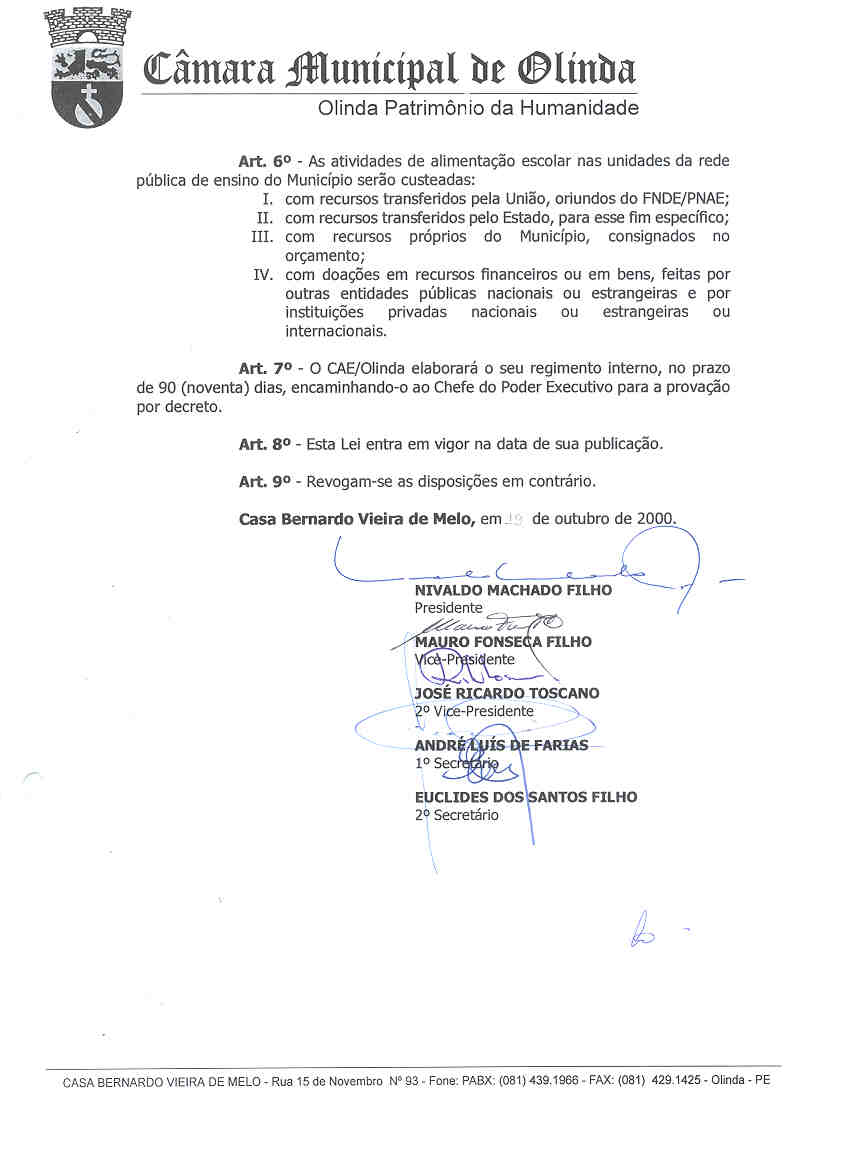 Câmara Municipal de Olinda
Olinda Patrimônio da Humanidade
Art. 6º - As atividades de alimentação escolar nas unidades da rede
pública de ensino do Município serão custeadas:
I. com recursos transferidos pela União, oriundos do FNDE/PNAE;
II. com recursos transferidos pelo Estado, para esse fim específico;
III. com recursos próprios do Município, consignados no
orçamento;
IV. com doações em recursos financeiros ou em bens, feitas por
outras entidades públicas nacionais ou estrangeiras e por
instituições privadas nacionais ou estrangeiras ou
internacionais.
Art. 7º - O CAE/Olinda elaborará o seu regimento interno, no prazo
de 90 (noventa) dias, encaminhando-o ao Chefe do Poder Executivo para a provação
por decreto.
Art. 8º - Esta Lei entra em vigor na data de sua publicação.
Art. 9º - Revogam-se as disposições em contrário.
Casa Bernardo Vieira de Melo, em de outubro de 2000.
NIVALDO MACHADO FILHO
Presidente
MAURO FONSECA FILHO
Vice-Presidente
JOSÉ RICARDO TOSCANO
2º Vice-Presidente
ANDRÉ LUÍS DE FARIAS
1º Secretário
EUCLIDES DOS SANTOS FILHO
2º Secretário
CASA BERNARDO VIEIRA DE MELO - Rua 15 de Novembro Nº 93 - Fone: PABX: (081) 439.1966 - FAX: (081) 429.1425 - Olinda - PE